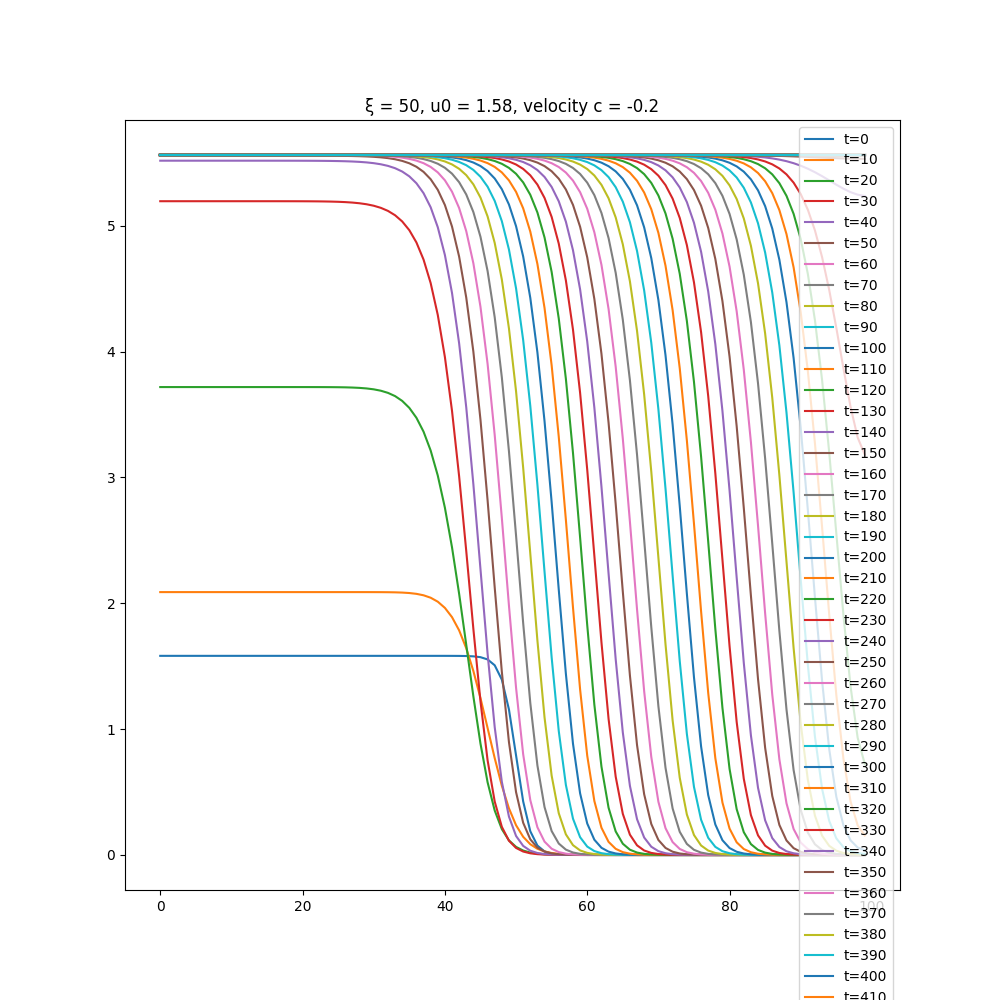 ξ = 50, u0 = 1.58, velocity c = -0.2
5
4
3
2
1
0
0
20
40
60
80
100
t=0
t=10
t=20
t=30
t=40
t=50
t=60
t=70
t=80
t=90
t=100
t=110
t=120
t=130
t=140
t=150
t=160
t=170
t=180
t=190
t=200
t=210
t=220
t=230
t=240
t=250
t=260
t=270
t=280
t=290
t=300
t=310
t=320
t=330
t=340
t=350
t=360
t=370
t=380
t=390
t=400
t=410